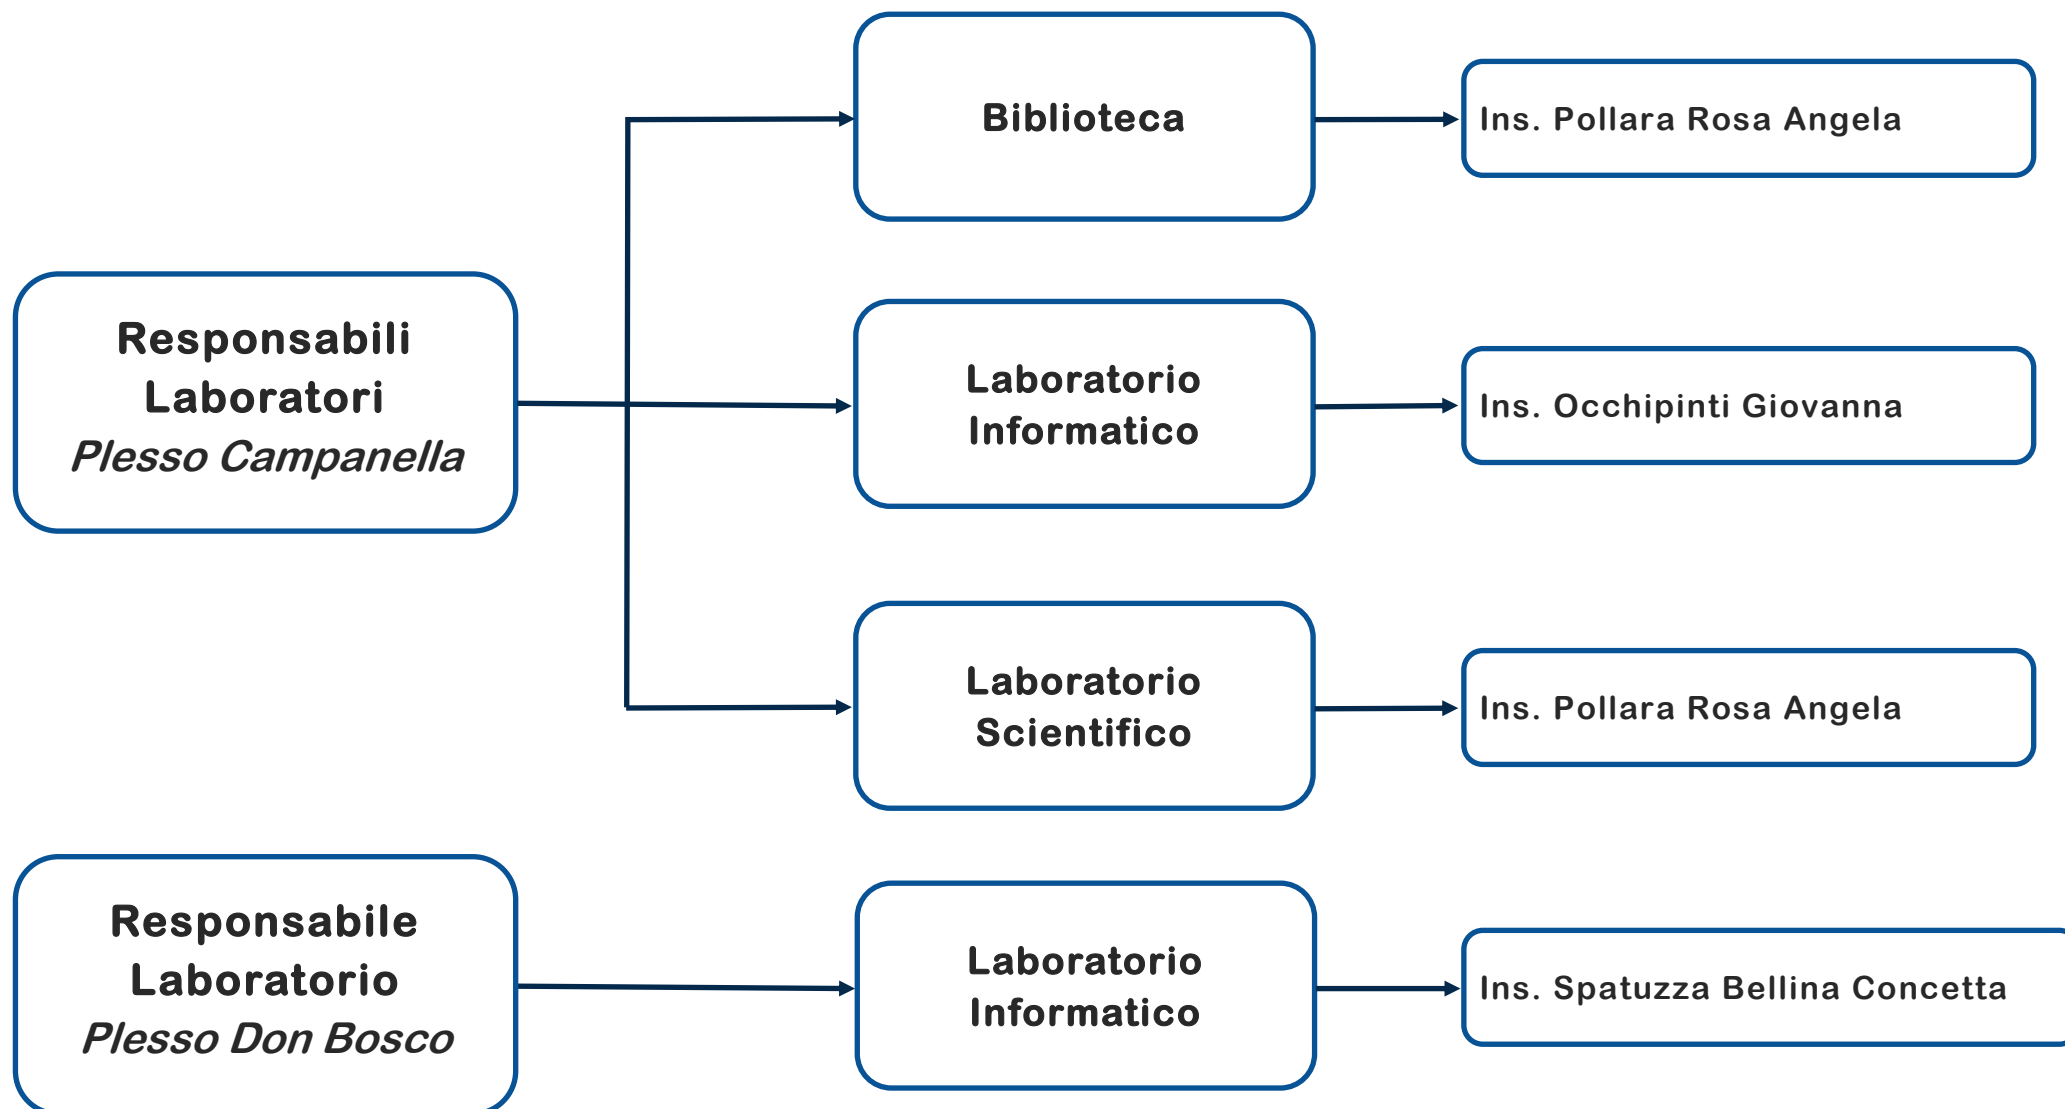 Biblioteca
Ins. Pollara Rosa Angela
Responsabili
Laboratori
Plesso Campanella
Laboratorio
Informatico
Ins. Occhipinti Giovanna
Laboratorio
Scientifico
Ins. Pollara Rosa Angela
Responsabile
Laboratorio
Plesso Don Bosco
Laboratorio
Informatico
Ins. Spatuzza Bellina Concetta